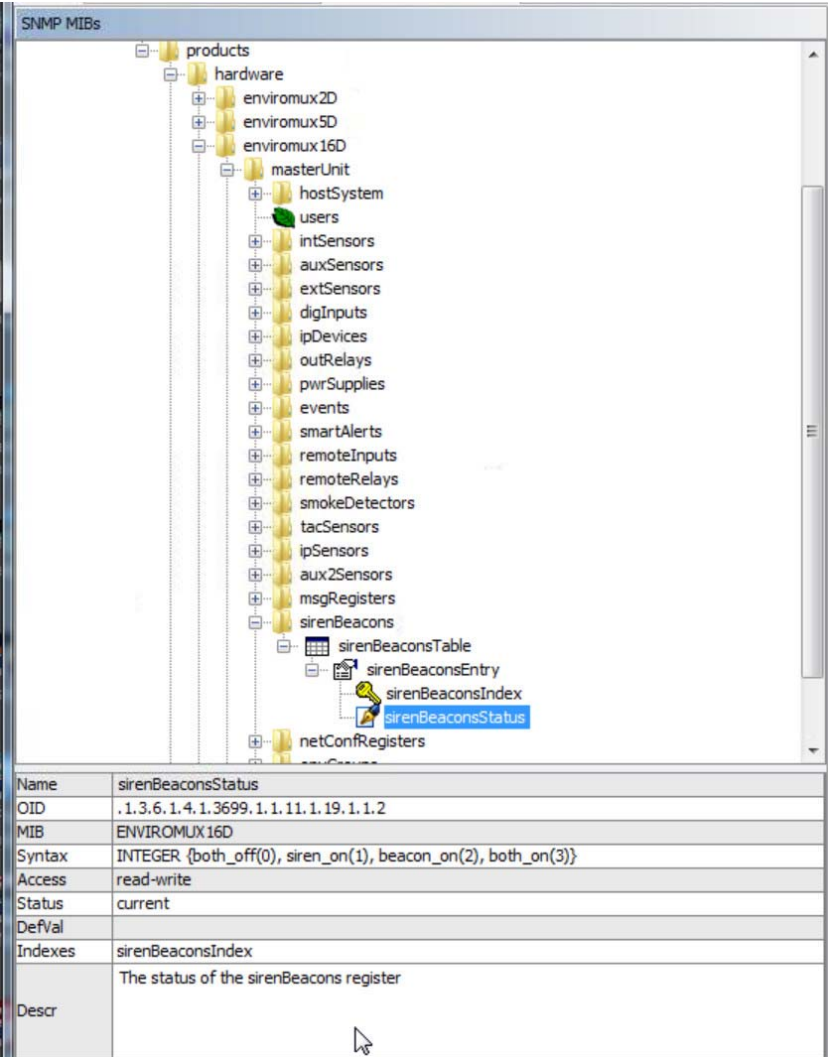 SNMP MIBs
products
hardware
enviromux2D
enviromux5D
enviromux16D
masterUnit
hostSystem
users
intSensors
auxSensors
extSensors
digInputs
ipDevices
outRelays
pwrSupplies
events
smartAlerts
remoteInputs
remoteRelays
smokeDetectors
tacSensors
ipSensors
aux2Sensors
msgRegisters
sirenBeacons
sirenBeaconsTable
sirenBeaconsEntry
sirenBeaconsIndex
sirenBeaconsStatus
netConfRegisters
Name sirenBeaconsStatus
OID .1.3.6.1.4.1.3699.1.1.11.1.19.1.1.2
MIB ENVIROMUX16D
Syntax INTEGER {both_off(0), siren_on(1), beacon_on(2), both_on(3)}
Access read-write
Status current
DefVal
Indexes sirenBeaconsIndex
Descr The status of the sirenBeacons register